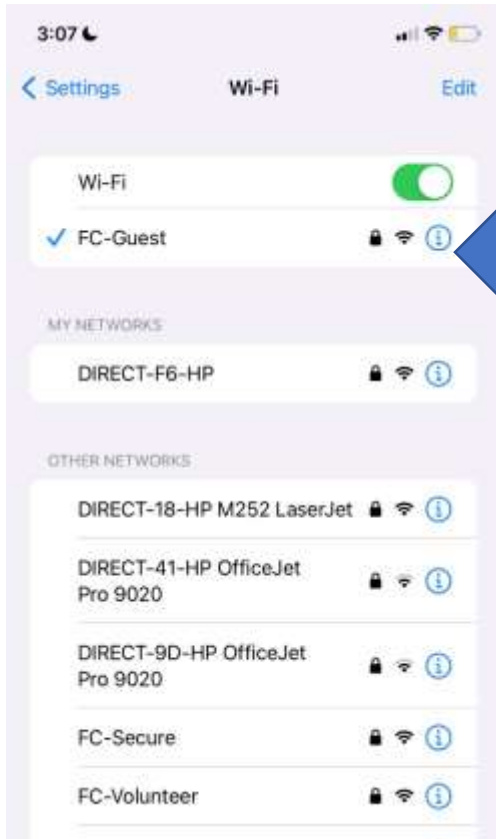 3:07
Settings
Wi-Fi
Edit
Wi-Fi
FC-Guest
MY NETWORKS
DIRECT-F6-HP
OTHER NETWORKS
DIRECT-18-HP M252 LaserJet
DIRECT-41-HP OfficeJet
Pro 9020
DIRECT-9D-HP OfficeJet
Pro 9020
FC-Secure
FC-Volunteer